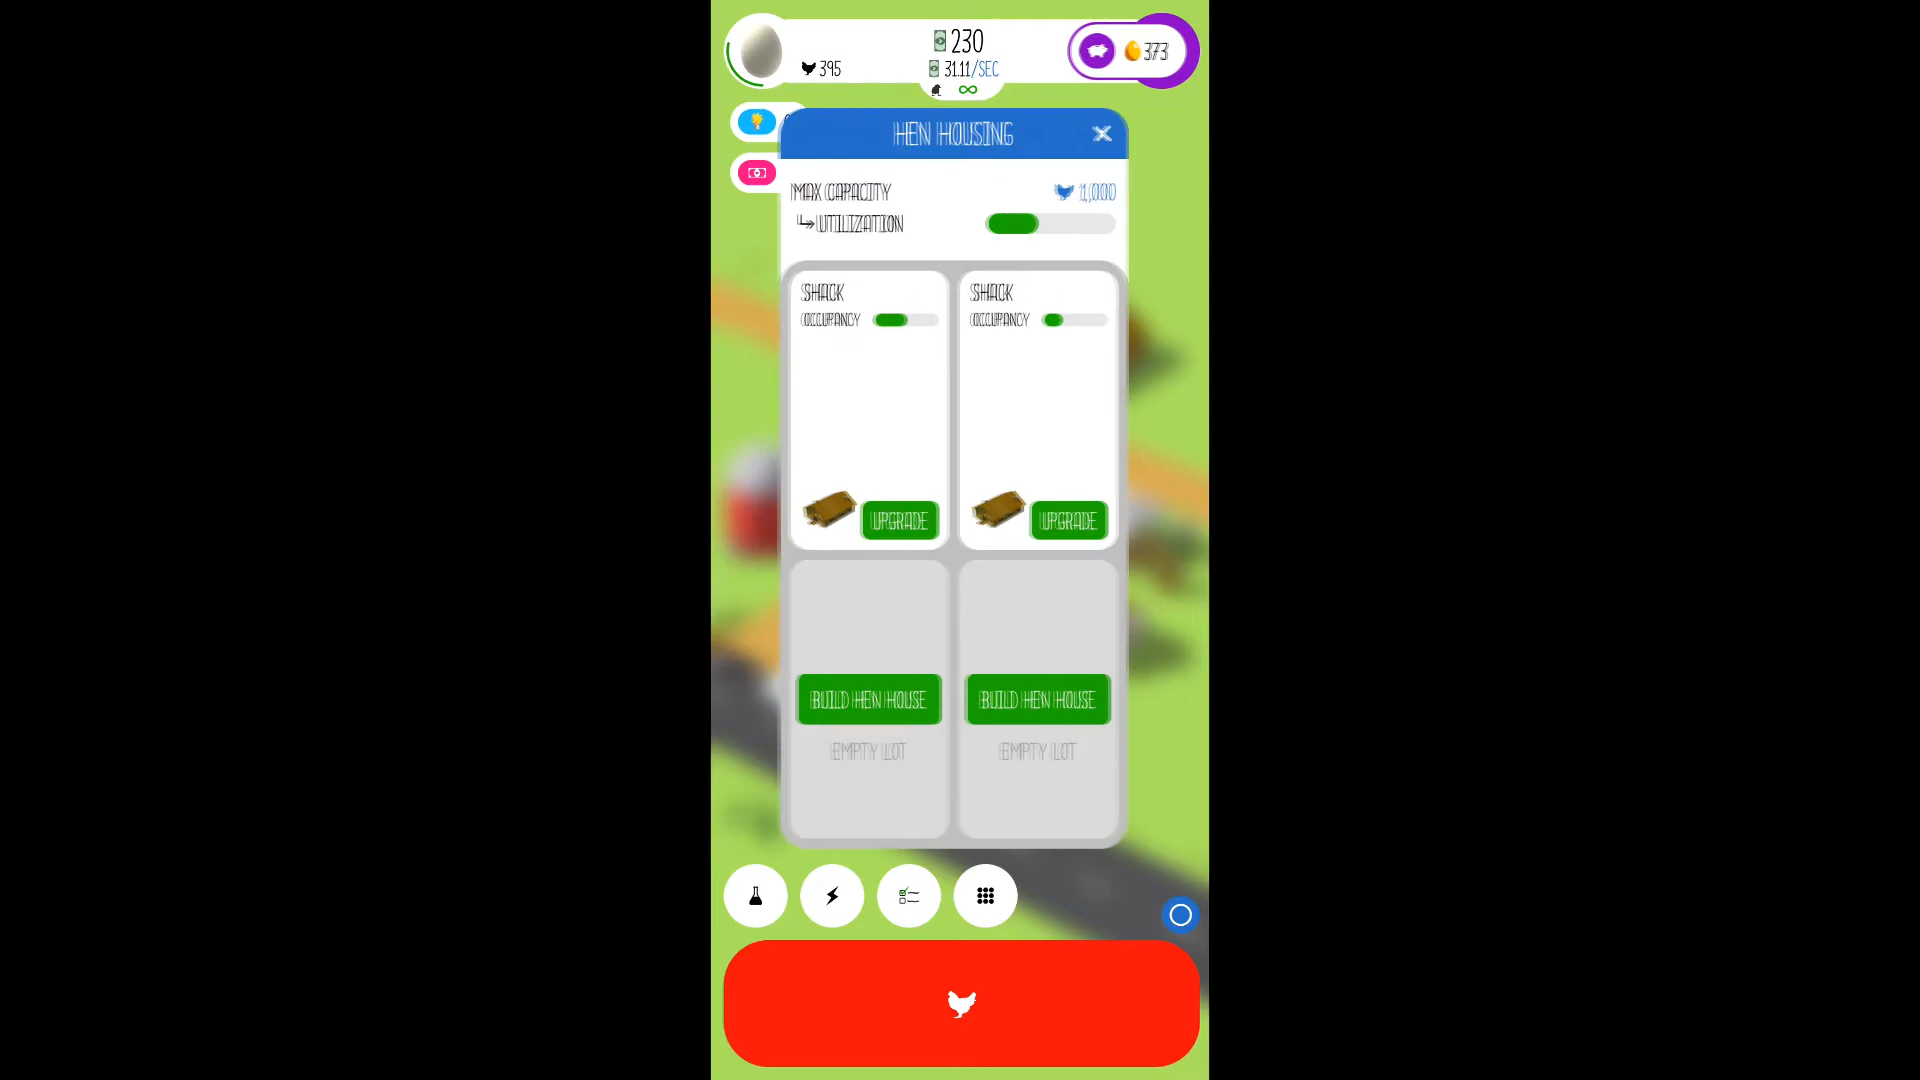 230
395
31.11/SEC
373
HEN HOUSING
MAX CAPACITY
1,000
UTILIZATION
SHACK
OCCUPANCY
UPGRADE
SHACK
OCCUPANCY
UPGRADE
BUILD HEN HOUSE
EMPTY LOT
BUILD HEN HOUSE
EMPTY LOT